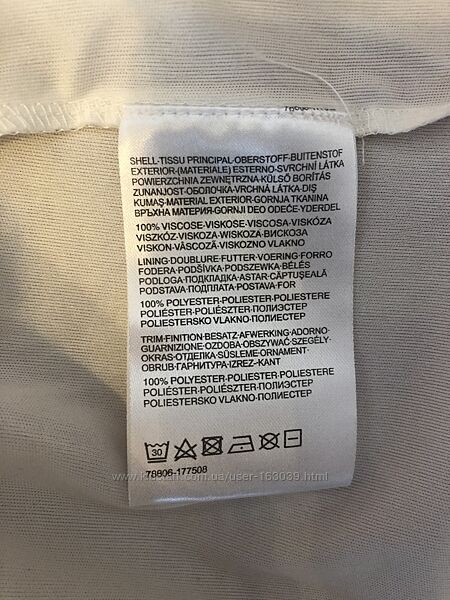 SHELL·TISSU PRINCIPAL·OBERSTOFF·BUITENSTOF
EXTERIOR·(MATERIALE) ESTERNO·SVRCHNÍ LÁTKA
POWIERZCHNIA ZEWNĘTRZNA·KÜLSŐ BORÍTÁS
ZUNANJOST·ОБОЛОЧКА·VRCHNÁ LÁTKA·DIŞ
KUMAŞ·MATERIAL EXTERIOR·GORNJA TKANINA
ВРЪХНА МАТЕРИЯ·GORNJI DEO ODEĆE·YDERDEL
100% VISCOSE·VISKOSE·VISCOSA·VISKÓZA
VISZKÓZ·VISKOZA·WISKOZA·ВИСКОЗА
VISKON·VÂSCOZĂ·VISKOZNO VLAKNO
LINING·DOUBLURE·FUTTER·VOERING·FORRO
FODERA·PODŠÍVKA·PODSZEWKA·BÉLÉS
PODLOGA·ПОДКЛАДКА·ASTAR·CĂPTUŞEALĂ
PODSTAVA·ПОДПЛАТА·POSTAVA·FOR
100% POLYESTER·POLIESTER·POLIESTERE
POLIÉSTER·POLIÉSZTER·ПОЛИЭСТЕР
POLIESTERSKO VLAKNO·ПОЛИЕСТЕР
TRIM·FINITION·BESATZ·AFWERKING·ADORNO
GUARNIZIONE·OZDOBA·OBSZYWAĆ·SZEGÉLY
OKRAS·ОТДЕЛКА·SÜSLEME·ORNAMENT
OBRUB·ГАРНИТУРА·IZREZ·KANT
100% POLYESTER·POLIESTER·POLIESTERE
POLIÉSTER·POLIÉSZTER·ПОЛИЭСТЕР
POLIESTERSKO VLAKNO·ПОЛИЕСТЕР
30
78806-177508